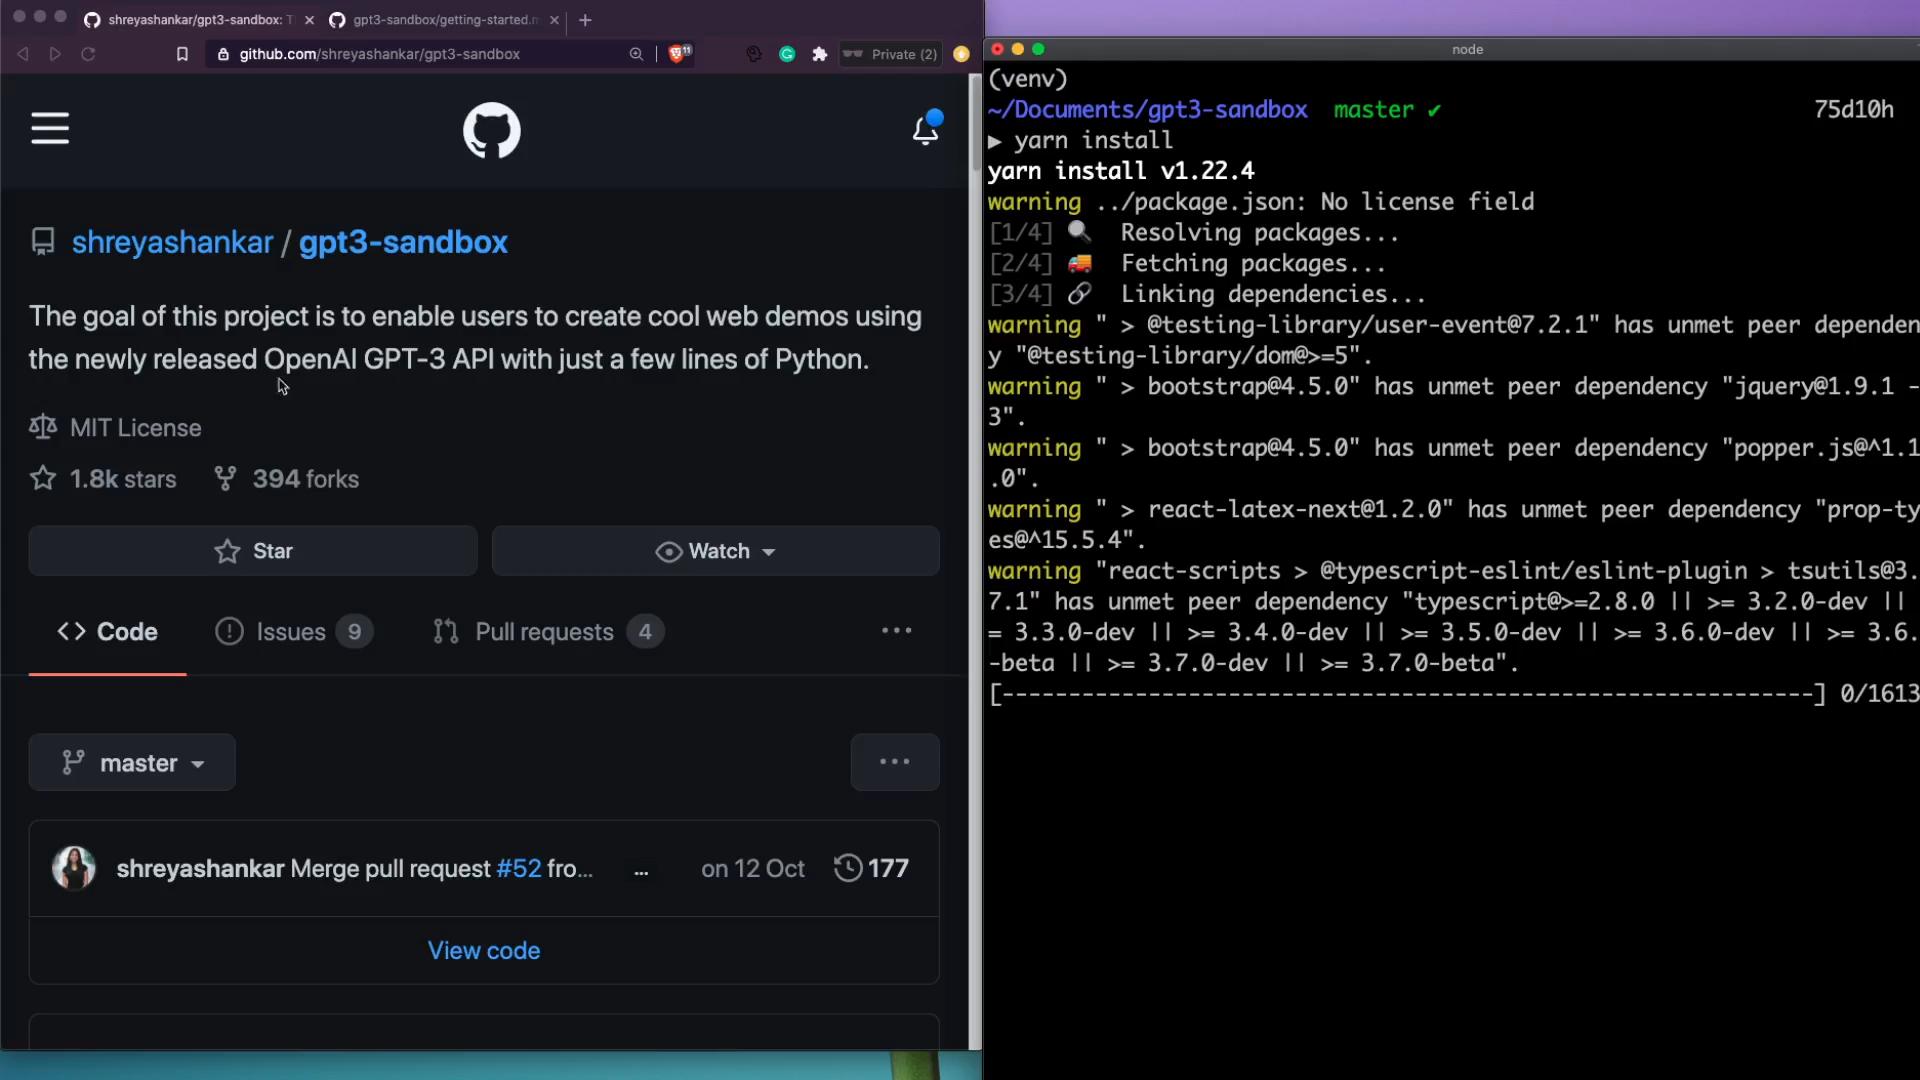 shreyashankar/gpt3-sandbox: T
gpt3-sandbox/getting-started.m
github.com/shreyashankar/gpt3-sandbox
11
Private (2)
shreyashankar / gpt3-sandbox
The goal of this project is to enable users to create cool web demos using
the newly released OpenAI GPT-3 API with just a few lines of Python.
MIT License
1.8k stars 394 forks
Star Watch
Code Issues 9 Pull requests 4
master
shreyashankar Merge pull request #52 fro... ... on 12 Oct 177
View code
node
(venv)
~/Documents/gpt3-sandbox master ✔ 75d10h
▶ yarn install
yarn install v1.22.4
warning ../package.json: No license field
[1/4] 🔍 Resolving packages...
[2/4] 🚚 Fetching packages...
[3/4] 🔗 Linking dependencies...
warning " > @testing-library/user-event@7.2.1" has unmet peer dependen
y "@testing-library/dom@>=5".
warning " > bootstrap@4.5.0" has unmet peer dependency "jquery@1.9.1 -
3".
warning " > bootstrap@4.5.0" has unmet peer dependency "popper.js@^1.1
.0".
warning " > react-latex-next@1.2.0" has unmet peer dependency "prop-ty
es@^15.5.4".
warning "react-scripts > @typescript-eslint/eslint-plugin > tsutils@3.
7.1" has unmet peer dependency "typescript@>=2.8.0 || >= 3.2.0-dev ||
= 3.3.0-dev || >= 3.4.0-dev || >= 3.5.0-dev || >= 3.6.0-dev || >= 3.6.
-beta || >= 3.7.0-dev || >= 3.7.0-beta".
[-------------------------------------------------------------] 0/1613